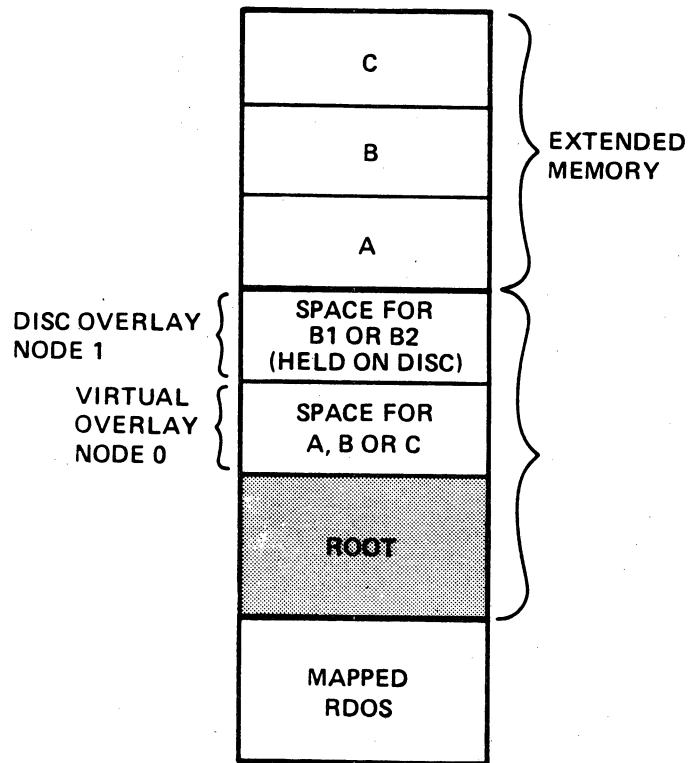 C
B
EXTENDED
MEMORY
A
DISC OVERLAY
NODE 1
SPACE FOR
B1 OR B2
(HELD ON DISC)
VIRTUAL
OVERLAY
NODE 0
SPACE FOR
A, B OR C
ROOT
MAPPED
RDOS